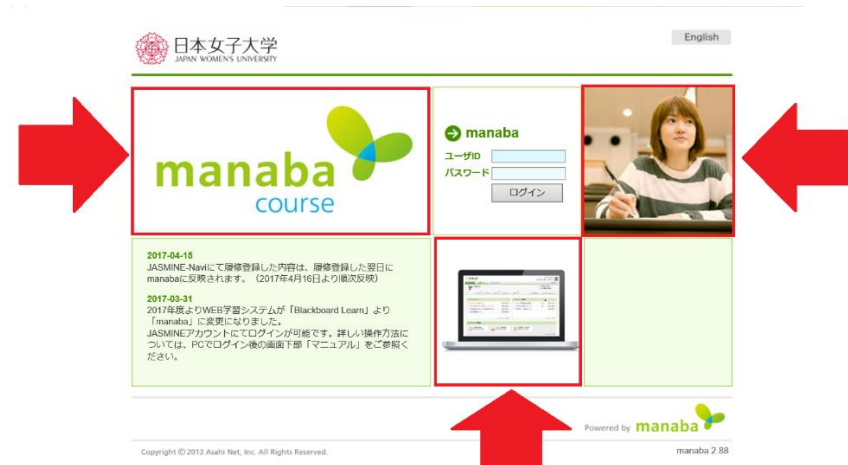 日本女子大学
JAPAN WOMEN'S UNIVERSITY
English
manaba
course
manaba
ユーザID
パスワード
ログイン
2017-04-15
JASMINE-Naviにて履修登録した内容は、履修登録した翌日に
manabaに反映されます。（2017年4月16日より順次反映）
2017-03-31
2017年度よりWEB学習システムが「Blackboard Learn」より
「manaba」に変更になりました。
JASMINEアカウントにてログインが可能です。詳しい操作方法に
ついては、PCでログイン後の画面下部「マニュアル」をご参照く
ださい。
Powered by manaba
Copyright © 2013 Asahi Net, Inc. All Rights Reserved.
manaba 2.88